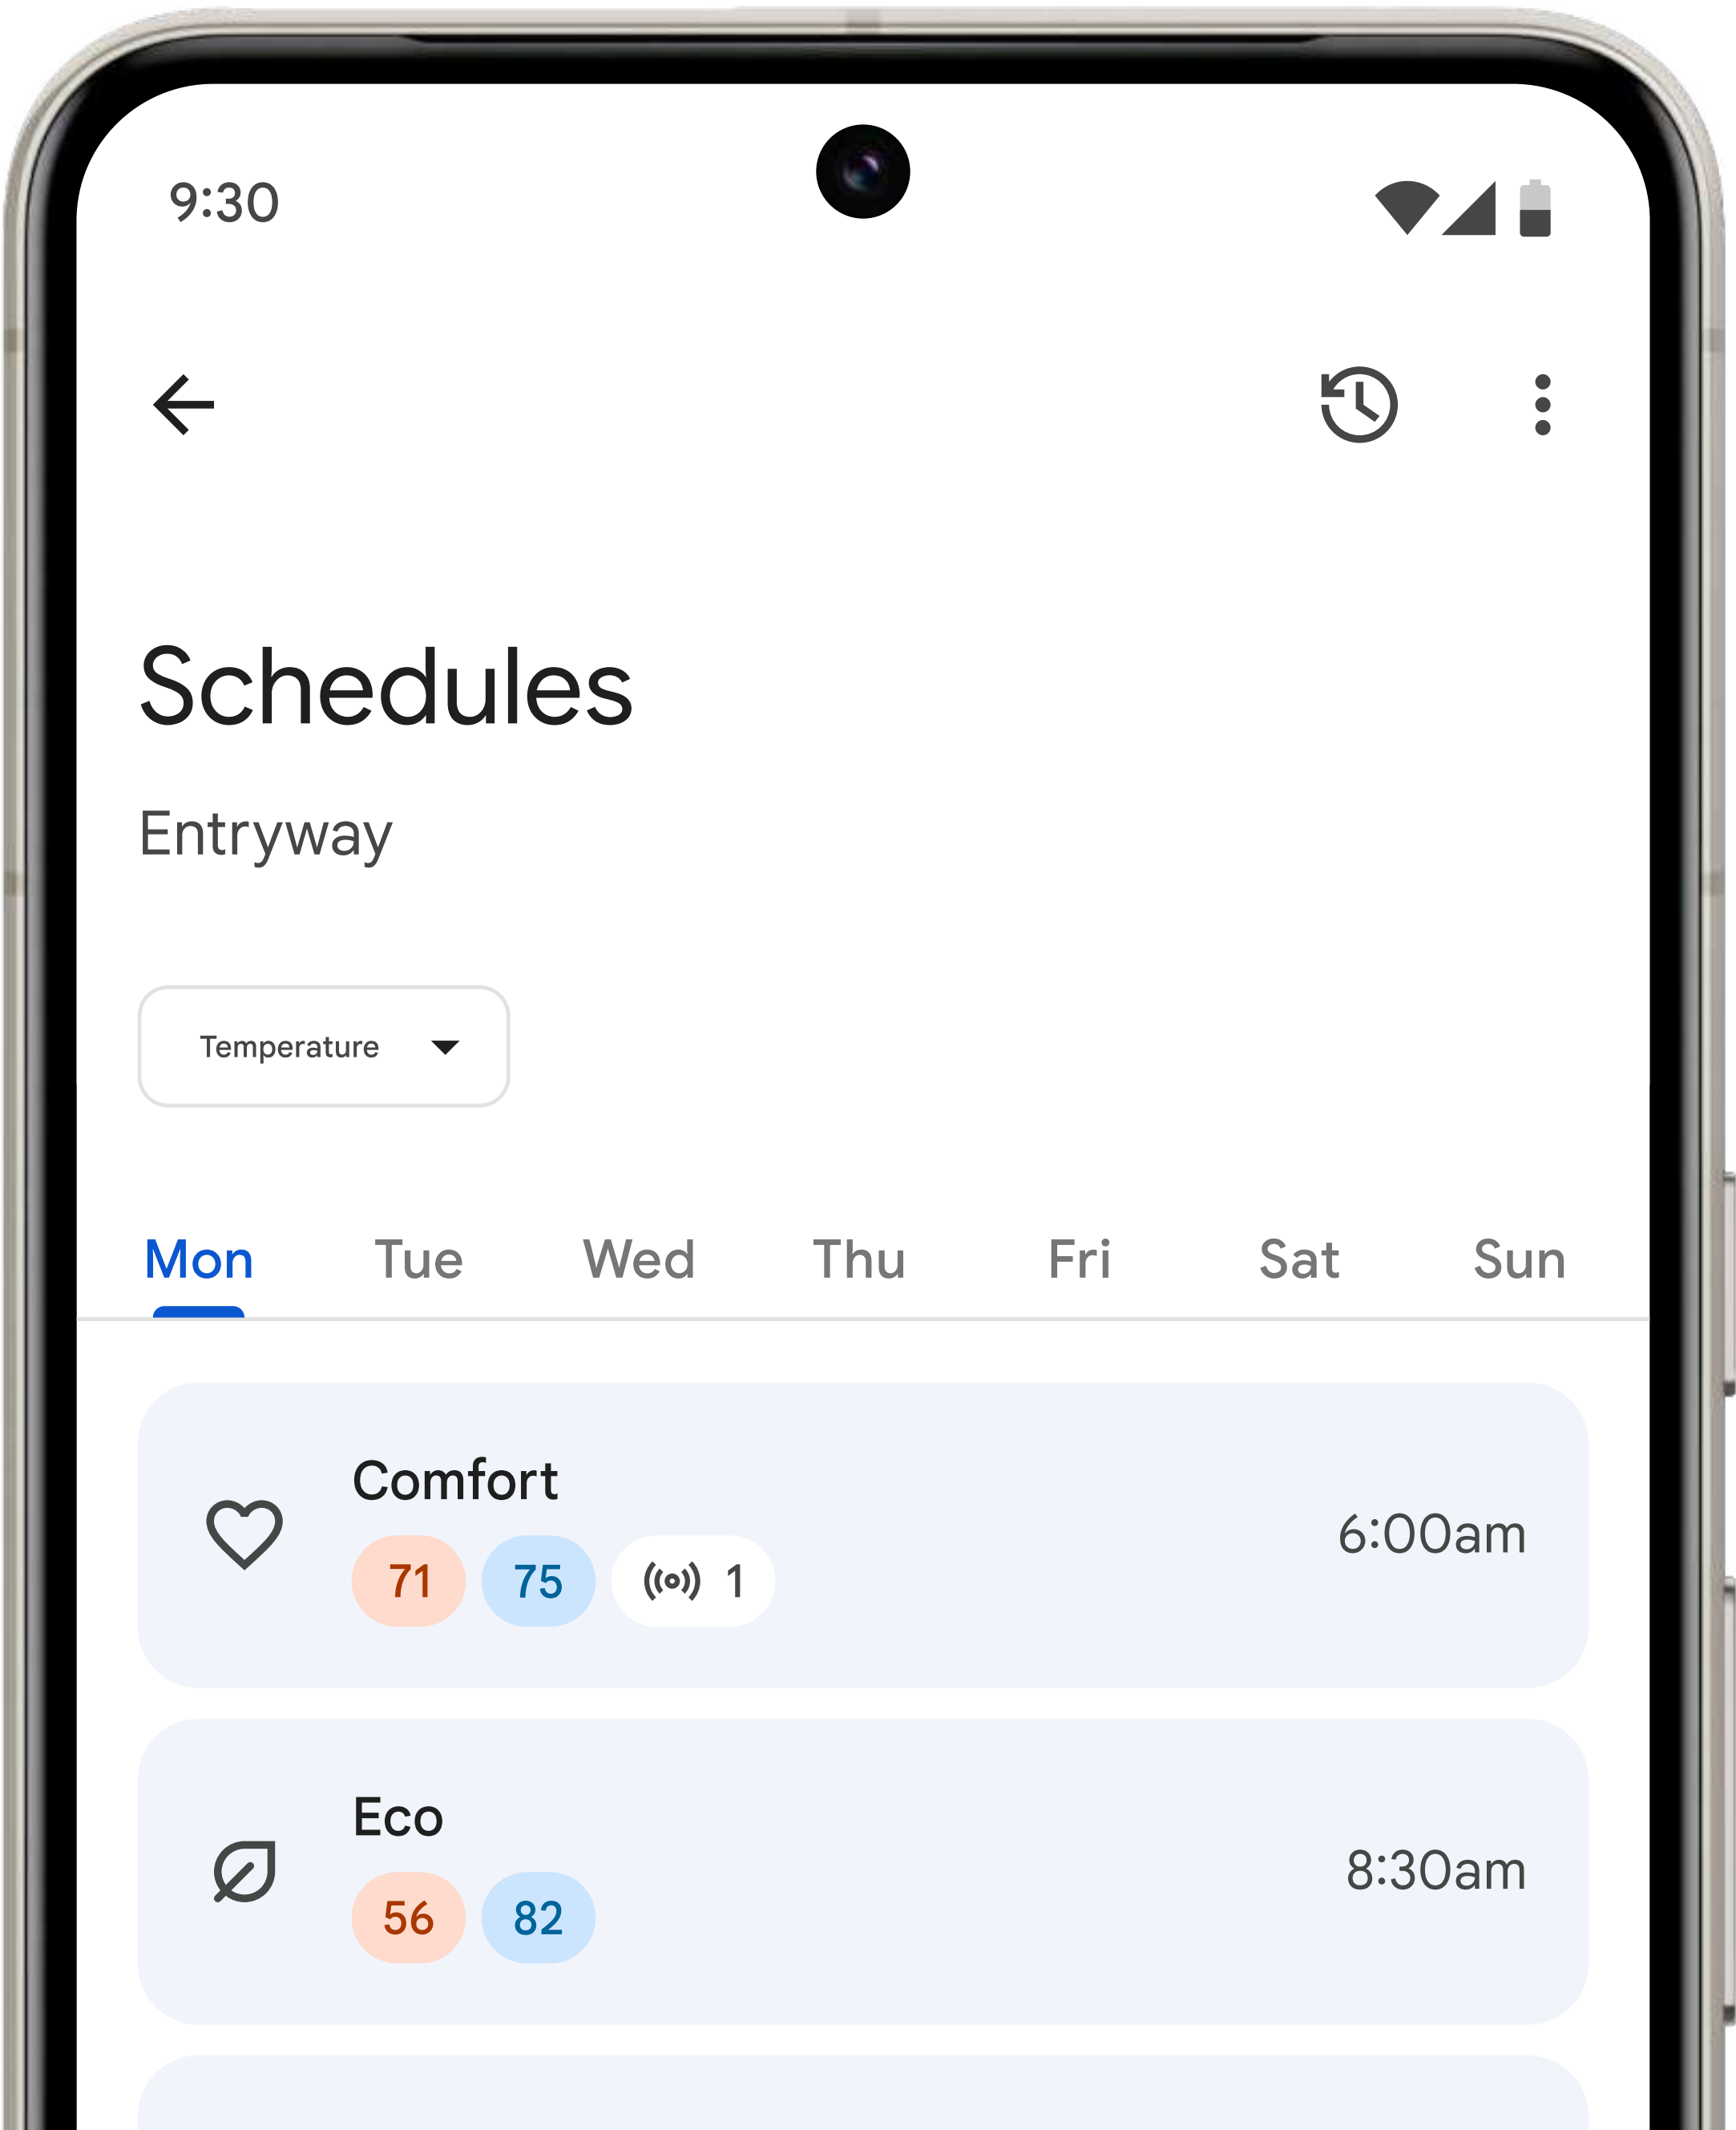 9:30
Schedules
Entryway
Temperature
Mon Tue Wed Thu Fri Sat Sun
Comfort
71 75 1
6:00am
Eco
56 82
8:30am